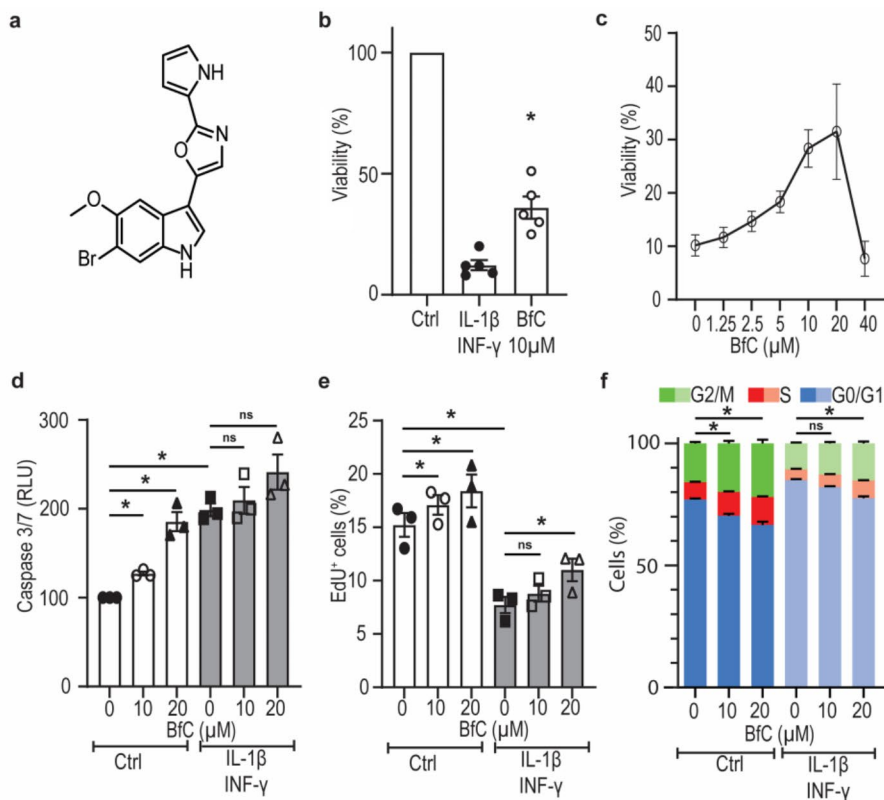 a
NH
N
O
O
Br
N
H
b
Viability (%)
100
50
0
*
Ctrl
IL-1β
INF-γ
BfC
10µM
c
Viability (%)
50
40
30
20
10
0
0 1.25 2.5 5 10 20 40
BfC (µM)
d
Caspase 3/7 (RLU)
300
200
100
0
ns
ns
*
*
*
0 10 20 0 10 20
BfC (µM)
Ctrl
IL-1β
INF-γ
e
EdU⁺ cells (%)
25
20
15
10
5
0
*
*
*
*
ns
0 10 20 0 10 20
BfC (µM)
Ctrl
IL-1β
INF-γ
f
G2/M S G0/G1
* *
* ns
Cells (%)
100
50
0
0 10 20 0 10 20
BfC (µM)
Ctrl
IL-1β
INF-γ